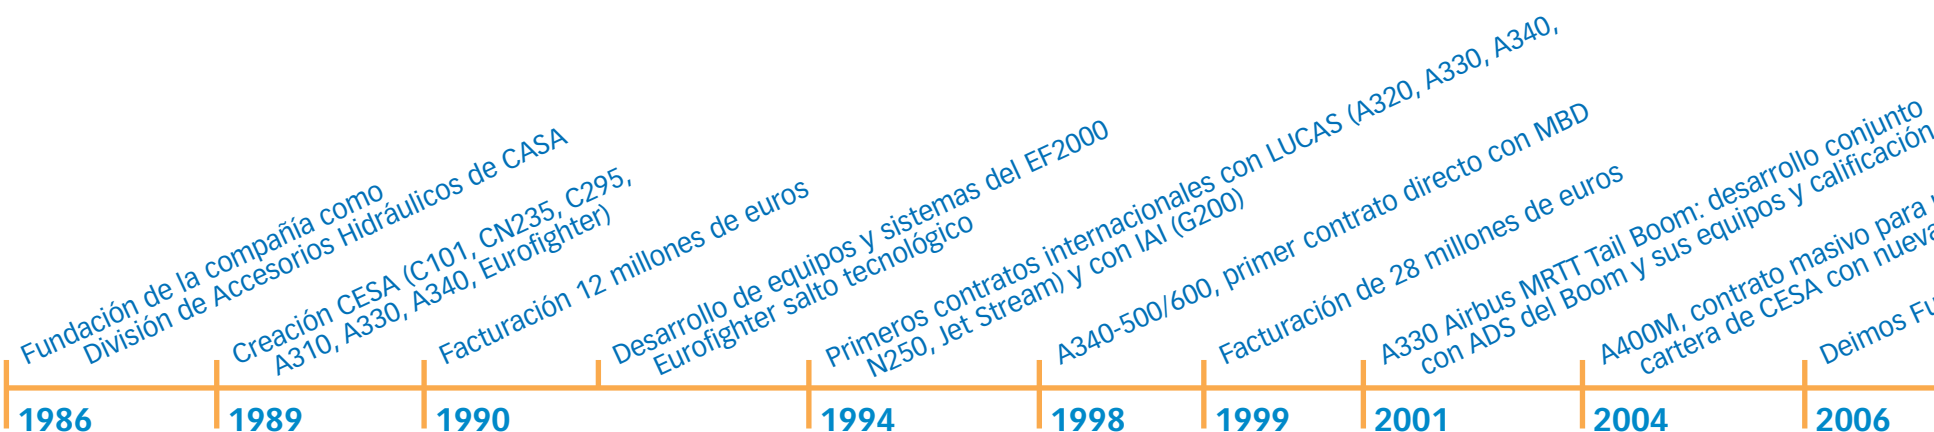 Fundación de la compañía como
División de Accesorios Hidráulicos de CASA
Creación CESA (C101, CN235, C295,
A310, A330, A340, Eurofighter)
Facturación 12 millones de euros
Desarrollo de equipos y sistemas del EF2000
Eurofighter salto tecnológico
Primeros contratos internacionales con LUCAS (A320, A330, A340,
N250, Jet Stream) y con IAI (G200)
A340-500/600, primer contrato directo con MBD
Facturación de 28 millones de euros
A330 Airbus MRTT Tail Boom: desarrollo conjunto
con ADS del Boom y sus equipos y calificación
A400M, contrato masivo para
cartera de CESA con
Deimos
1986
1989
1990
1994
1998
1999
2001
2004
2006